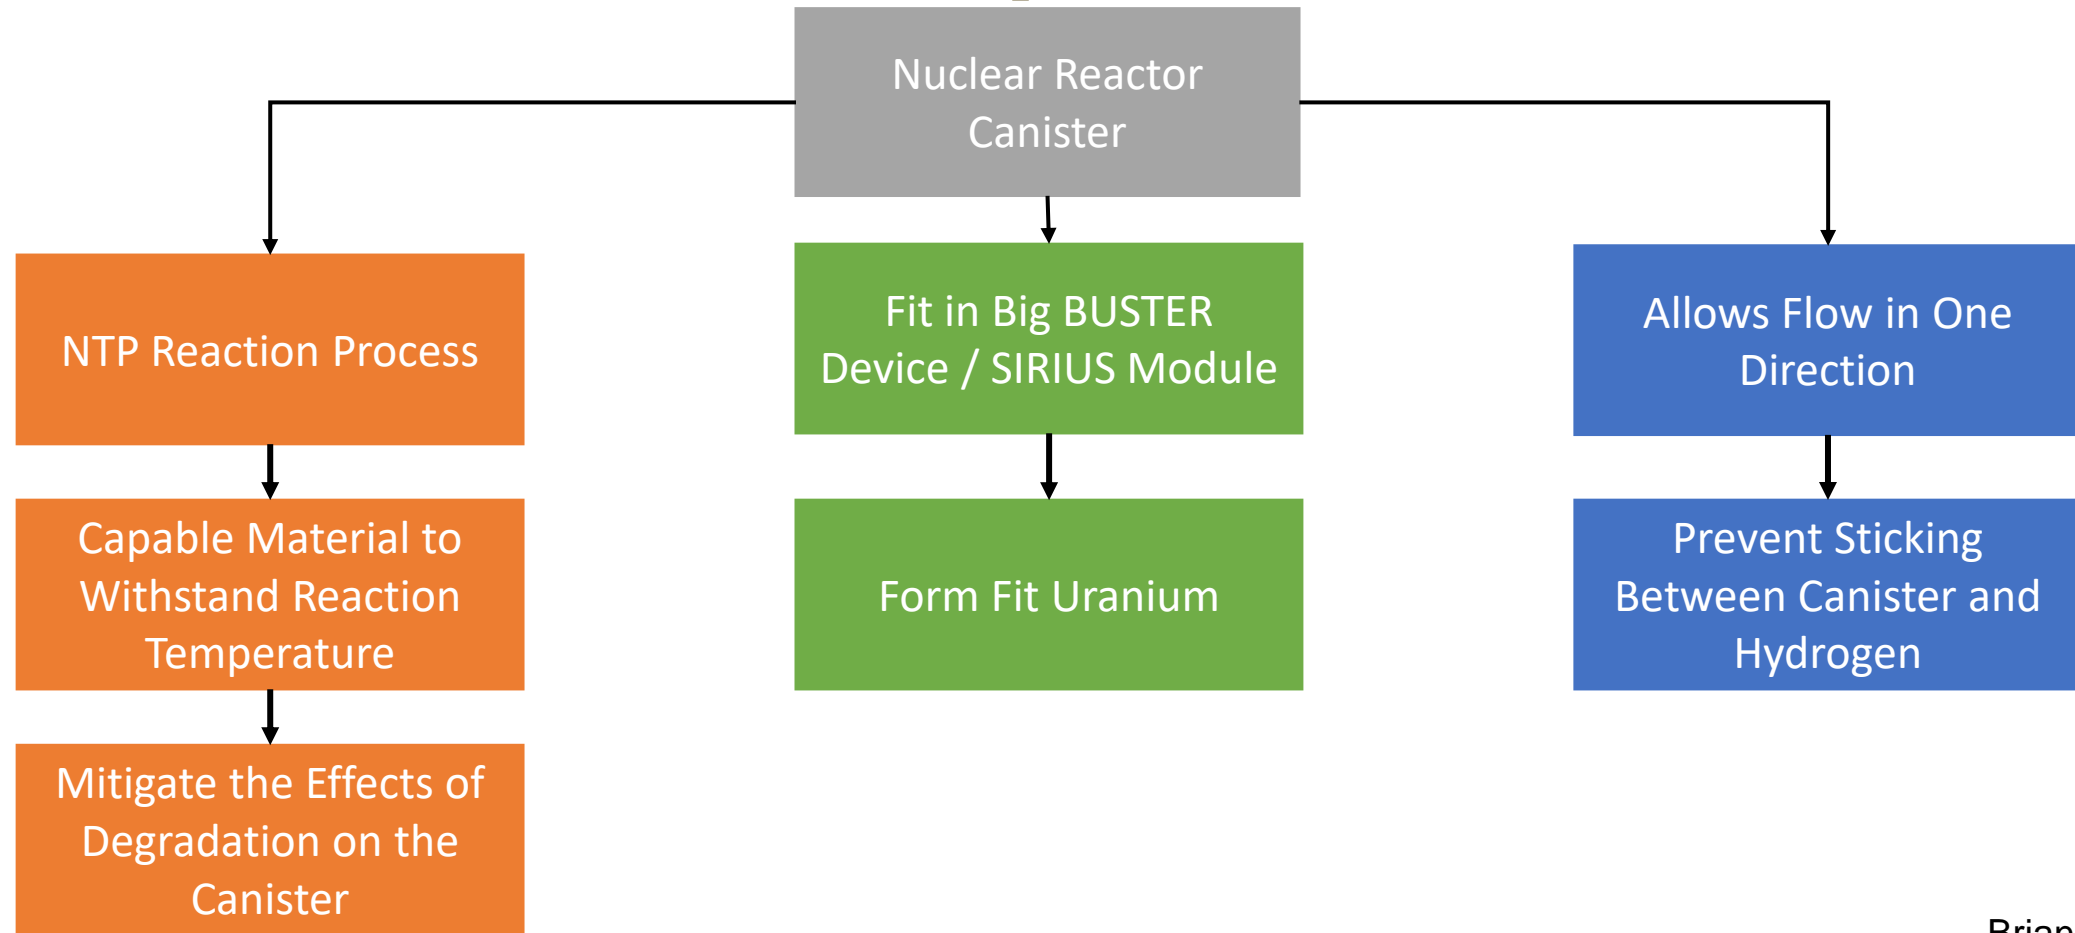 Nuclear Reactor
Canister
NTP Reaction Process
Fit in Big BUSTER
Device / SIRIUS Module
Allows Flow in One
Direction
Capable Material to
Withstand Reaction
Temperature
Form Fit Uranium
Prevent Sticking
Between Canister and
Hydrogen
Mitigate the Effects of
Degradation on the
Canister